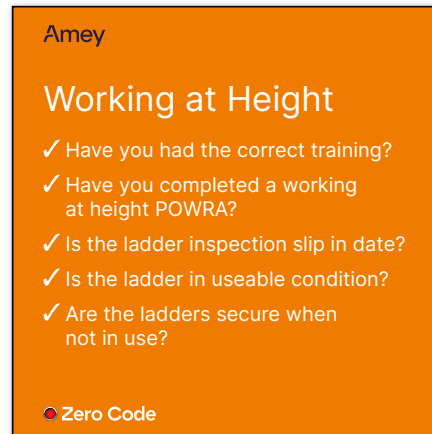 Amey
Working at Height
✓ Have you had the correct training?
✓ Have you completed a working
at height POWRA?
✓ Is the ladder inspection slip in date?
✓ Is the ladder in useable condition?
✓ Are the ladders secure when
not in use?
Zero Code